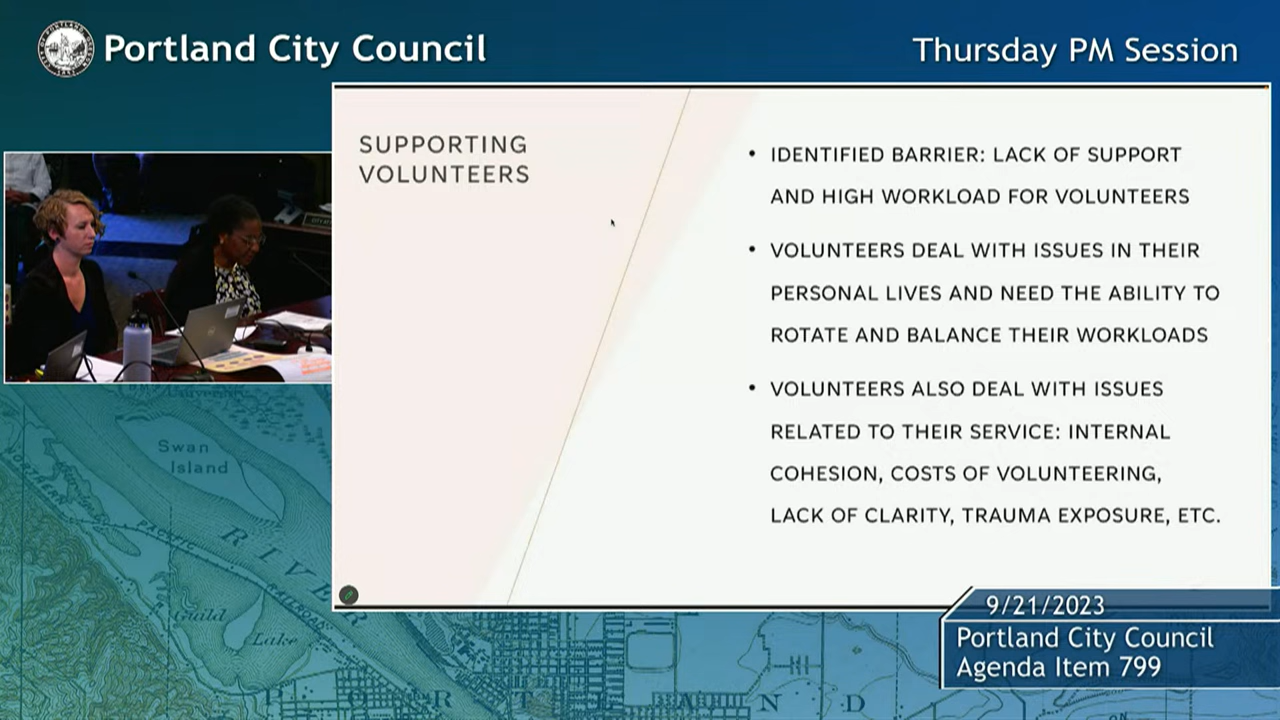 Portland City Council
Thursday PM Session
SUPPORTING
VOLUNTEERS
• IDENTIFIED BARRIER: LACK OF SUPPORT
AND HIGH WORKLOAD FOR VOLUNTEERS
• VOLUNTEERS DEAL WITH ISSUES IN THEIR
PERSONAL LIVES AND NEED THE ABILITY TO
ROTATE AND BALANCE THEIR WORKLOADS
• VOLUNTEERS ALSO DEAL WITH ISSUES
RELATED TO THEIR SERVICE: INTERNAL
COHESION, COSTS OF VOLUNTEERING,
LACK OF CLARITY, TRAUMA EXPOSURE, ETC.
Swan
Island
NORTHERN
PACIFIC
RAILROAD
RIVER
Guild
Lake
9/21/2023
Portland City Council
Agenda Item 799